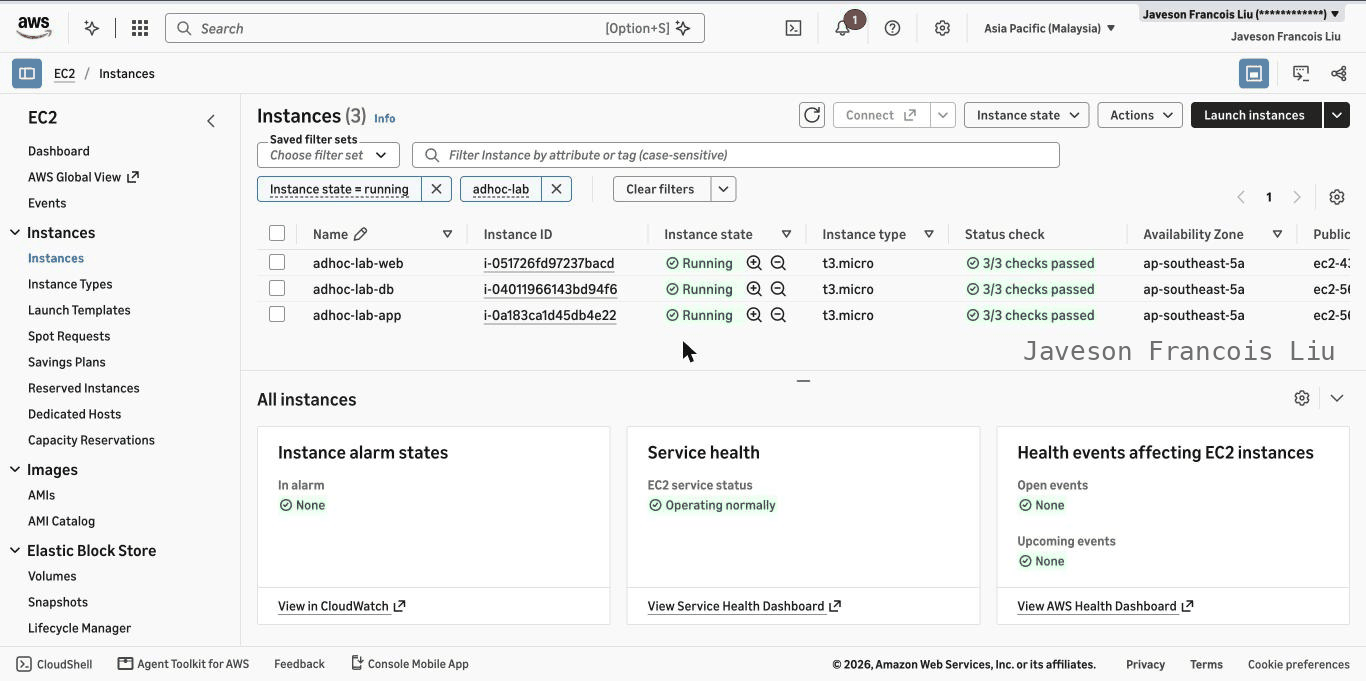 aws
Search [Option+S]
1
Asia Pacific (Malaysia)
Javeson Francois Liu (************)
Javeson Francois Liu
EC2 / Instances
EC2
Dashboard
AWS Global View
Events
Instances
Instances
Instance Types
Launch Templates
Spot Requests
Savings Plans
Reserved Instances
Dedicated Hosts
Capacity Reservations
Images
AMIs
AMI Catalog
Elastic Block Store
Volumes
Snapshots
Lifecycle Manager
Instances (3) Info
Connect
Instance state
Actions
Launch instances
Saved filter sets
Choose filter set
Filter Instance by attribute or tag (case-sensitive)
Instance state = running
adhoc-lab
Clear filters
1
Name Instance ID Instance state Instance type Status check Availability Zone Public
adhoc-lab-web i-051726fd97237bacd Running t3.micro 3/3 checks passed ap-southeast-5a ec2-43
adhoc-lab-db i-04011966143bd94f6 Running t3.micro 3/3 checks passed ap-southeast-5a ec2-56
adhoc-lab-app i-0a183ca1d45db4e22 Running t3.micro 3/3 checks passed ap-southeast-5a ec2-56
Javeson Francois Liu
All instances
Instance alarm states
In alarm
None
View in CloudWatch
Service health
EC2 service status
Operating normally
View Service Health Dashboard
Health events affecting EC2 instances
Open events
None
Upcoming events
None
View AWS Health Dashboard
CloudShell
Agent Toolkit for AWS
Feedback
Console Mobile App
© 2026, Amazon Web Services, Inc. or its affiliates.
Privacy
Terms
Cookie preferences